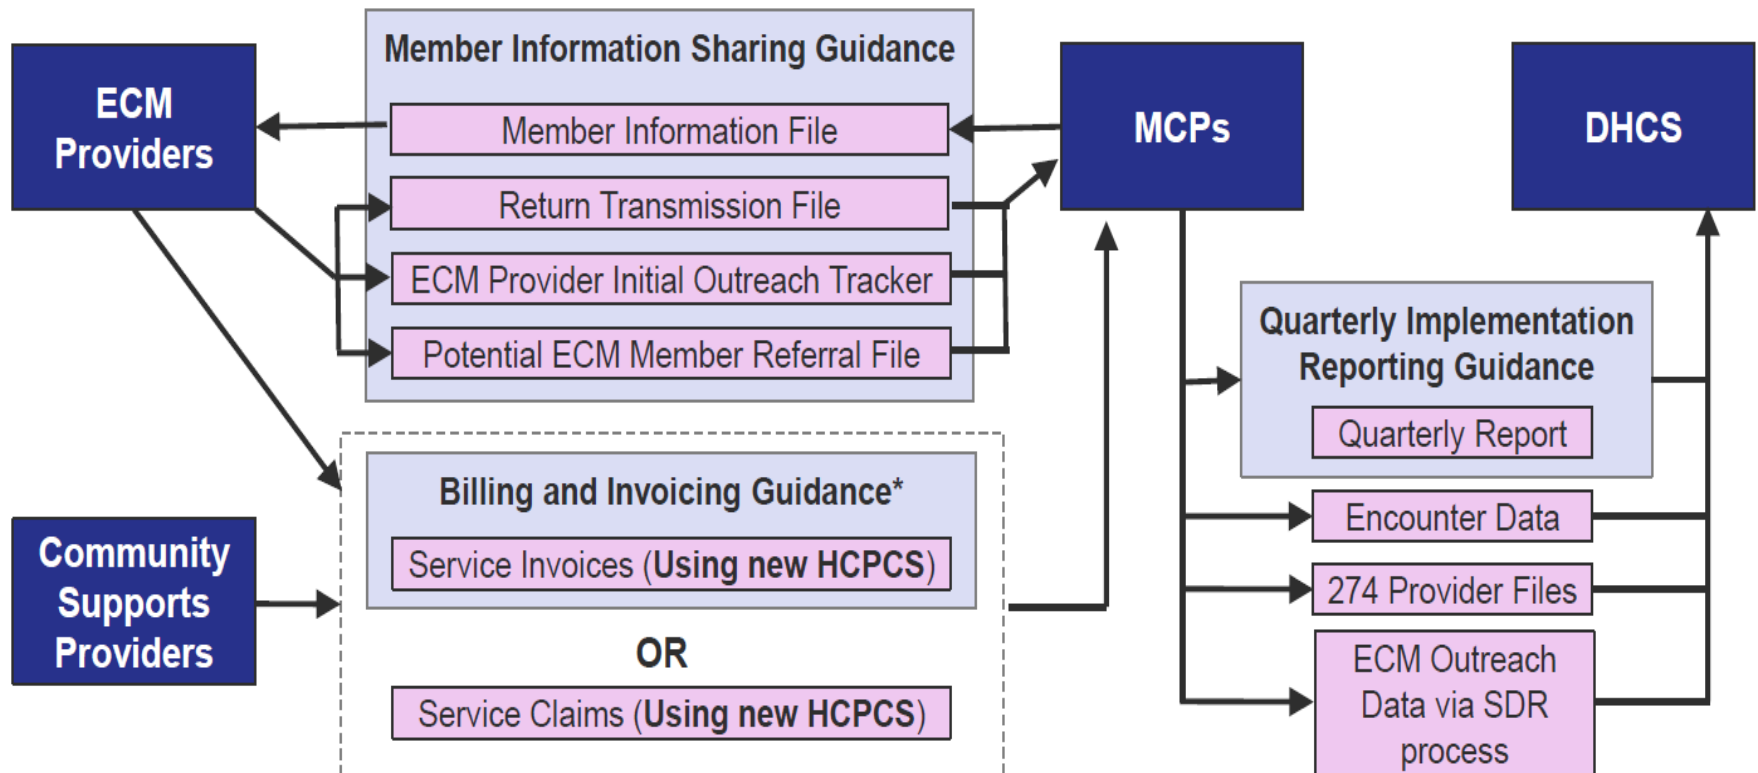 ECM
Providers
Member Information Sharing Guidance
Member Information File
Return Transmission File
ECM Provider Initial Outreach Tracker
Potential ECM Member Referral File
MCPs
DHCS
Quarterly Implementation
Reporting Guidance
Quarterly Report
Community
Supports
Providers
Billing and Invoicing Guidance*
Service Invoices (Using new HCPCS)
OR
Service Claims (Using new HCPCS)
Encounter Data
274 Provider Files
ECM Outreach
Data via SDR
process